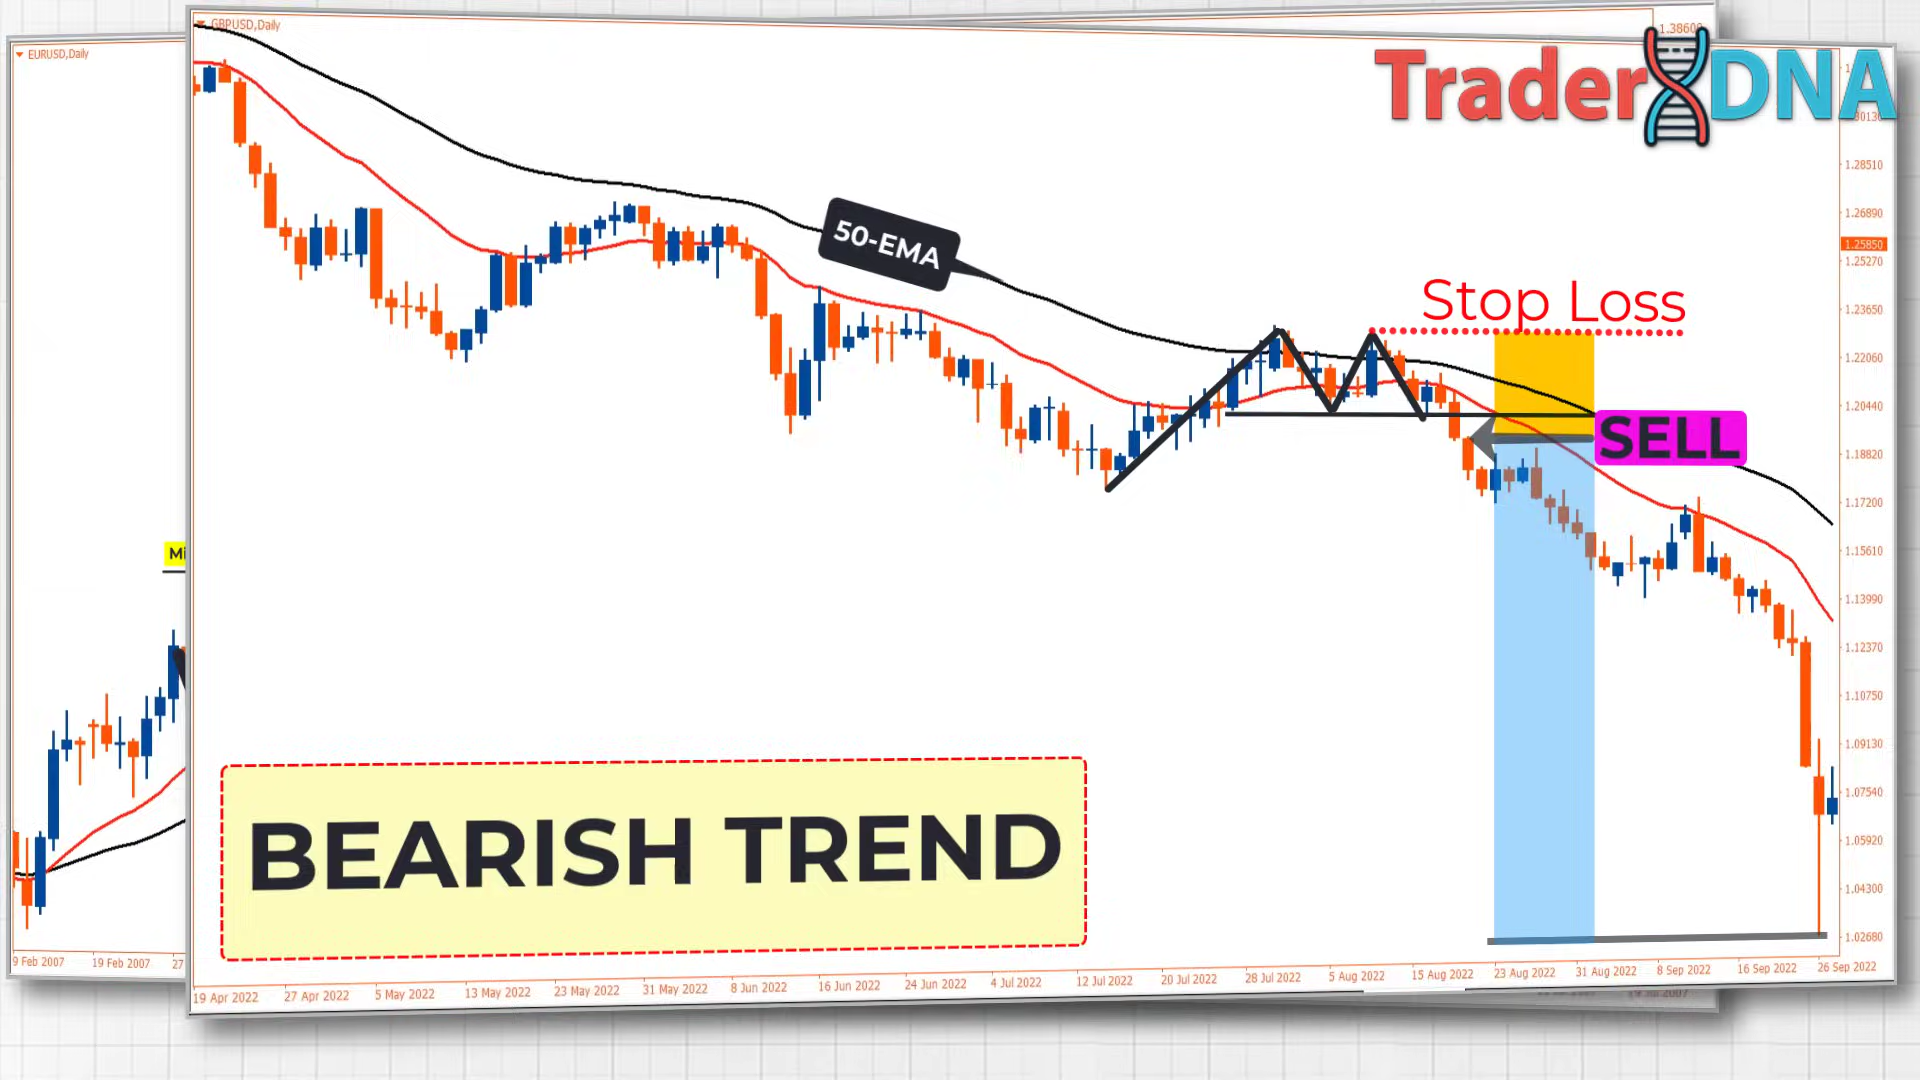 GBPUSD,Daily
EURUSD,Daily
TraderDNA
50-EMA
Stop Loss
SELL
Mi
BEARISH TREND
1.3860
1.28510
1.26890
1.25850
1.25270
1.23650
1.22060
1.20440
1.18820
1.17200
1.15610
1.13990
1.12370
1.10750
1.09130
1.07540
1.05920
1.04300
1.02680
9 Feb 2007
19 Feb 2007
27
19 Apr 2022
27 Apr 2022
5 May 2022
13 May 2022
23 May 2022
31 May 2022
8 Jun 2022
16 Jun 2022
24 Jun 2022
4 Jul 2022
12 Jul 2022
20 Jul 2022
28 Jul 2022
5 Aug 2022
15 Aug 2022
23 Aug 2022
31 Aug 2022
8 Sep 2022
16 Sep 2022
26 Sep 2022